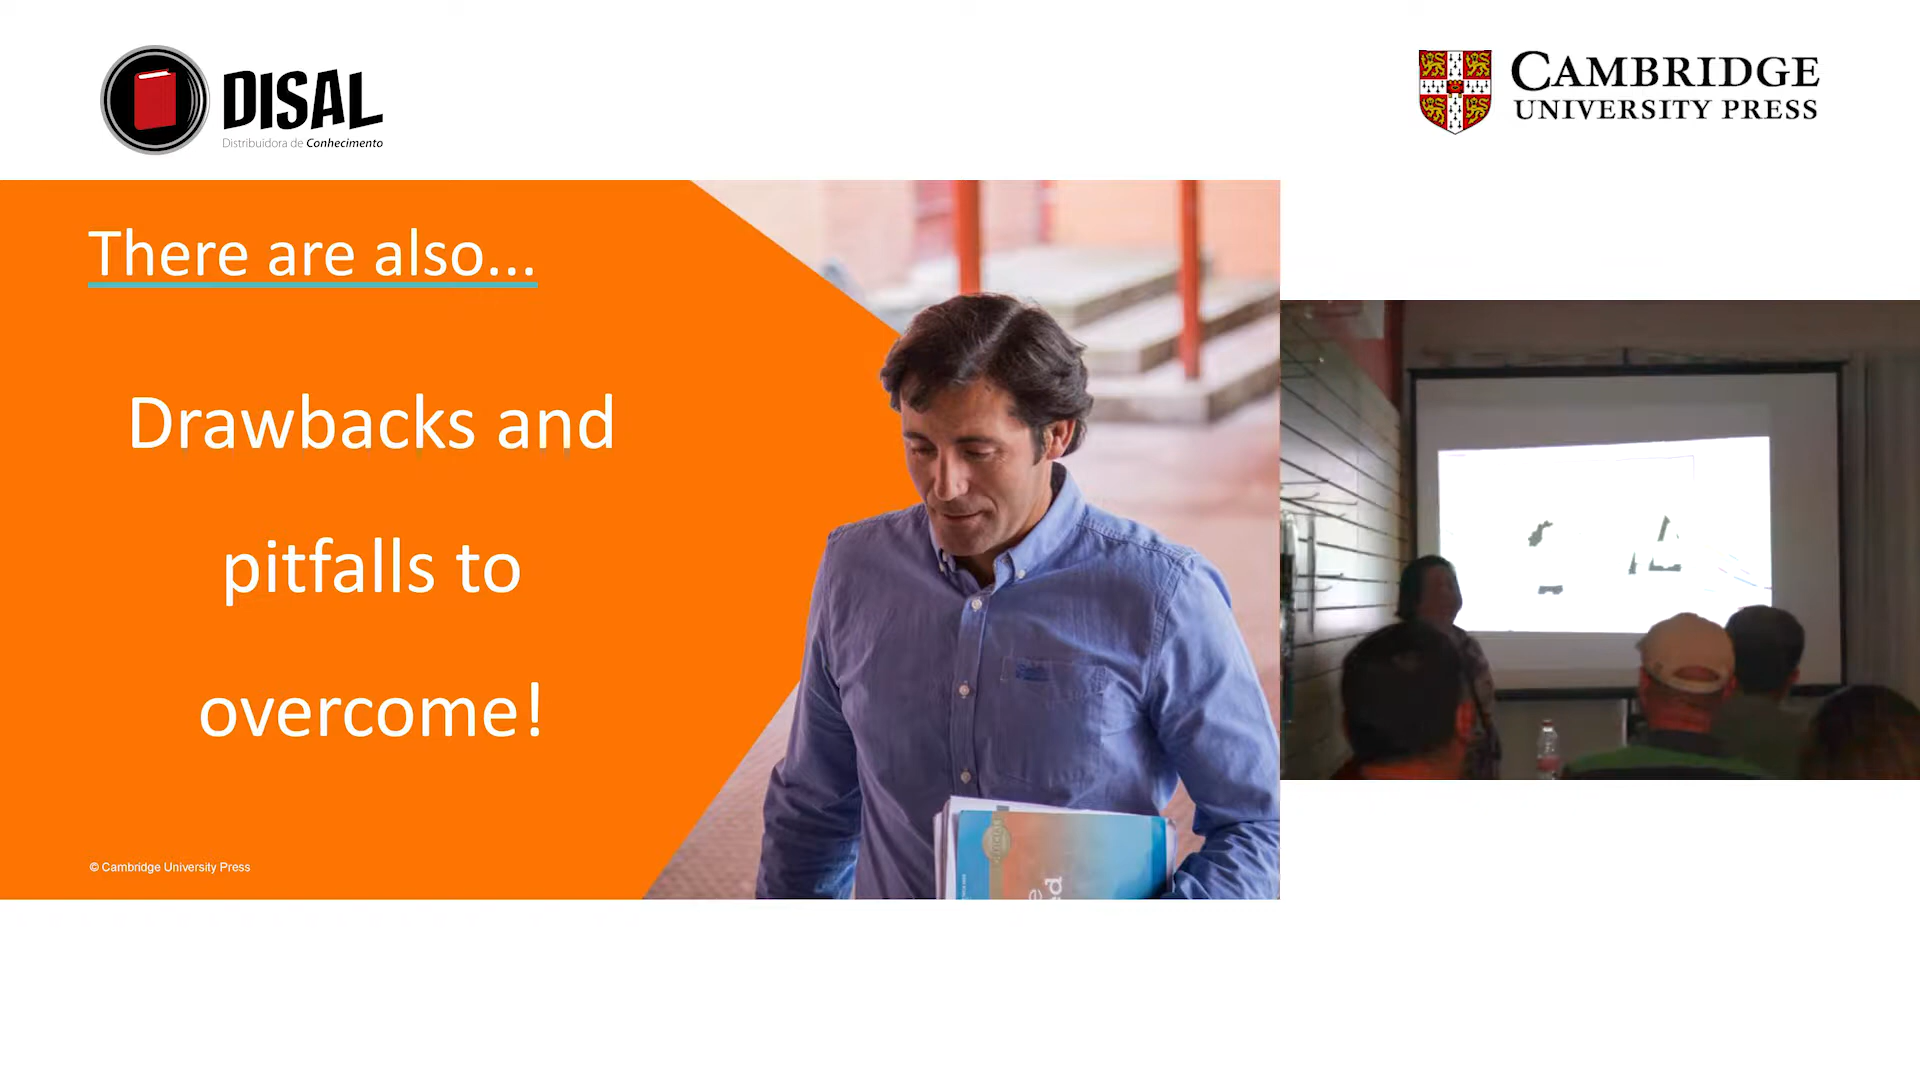 DISAL
Distribuidora de Conhecimento
CAMBRIDGE
UNIVERSITY PRESS
There are also...
Drawbacks and
pitfalls to
overcome!
© Cambridge University Press